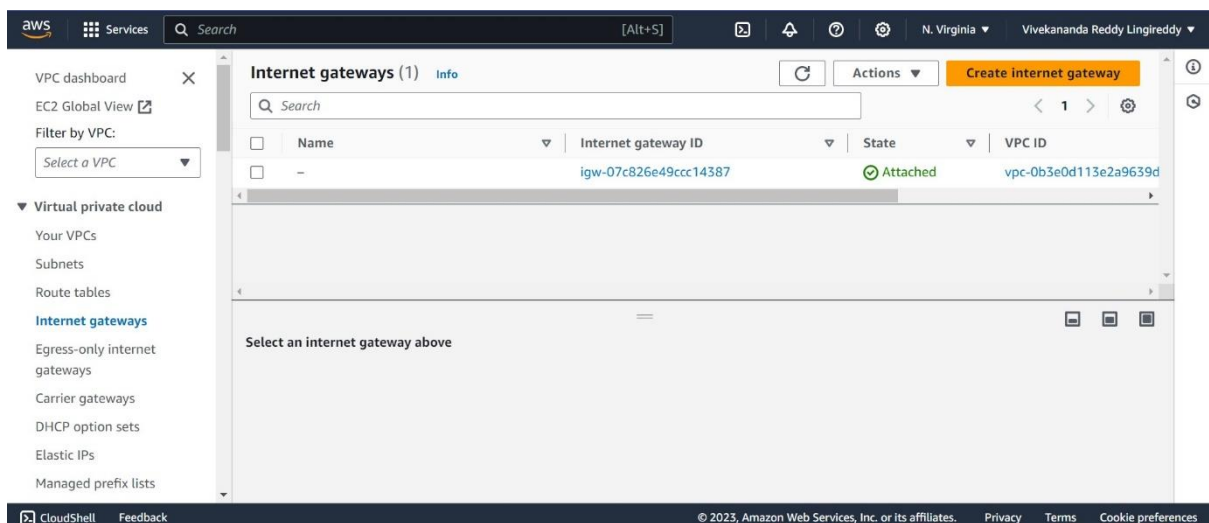 aws Services Search [Alt+S] N. Virginia Vivekananda Reddy Lingireddy
VPC dashboard
EC2 Global View
Filter by VPC:
Select a VPC
Virtual private cloud
Your VPCs
Subnets
Route tables
Internet gateways
Egress-only internet
gateways
Carrier gateways
DHCP option sets
Elastic IPs
Managed prefix lists
Internet gateways (1) Info Actions Create internet gateway
Search 1
Name Internet gateway ID State VPC ID
– igw-07c826e49ccc14387 Attached vpc-0b3e0d113e2a9639d
Select an internet gateway above
CloudShell Feedback © 2023, Amazon Web Services, Inc. or its affiliates. Privacy Terms Cookie preferences